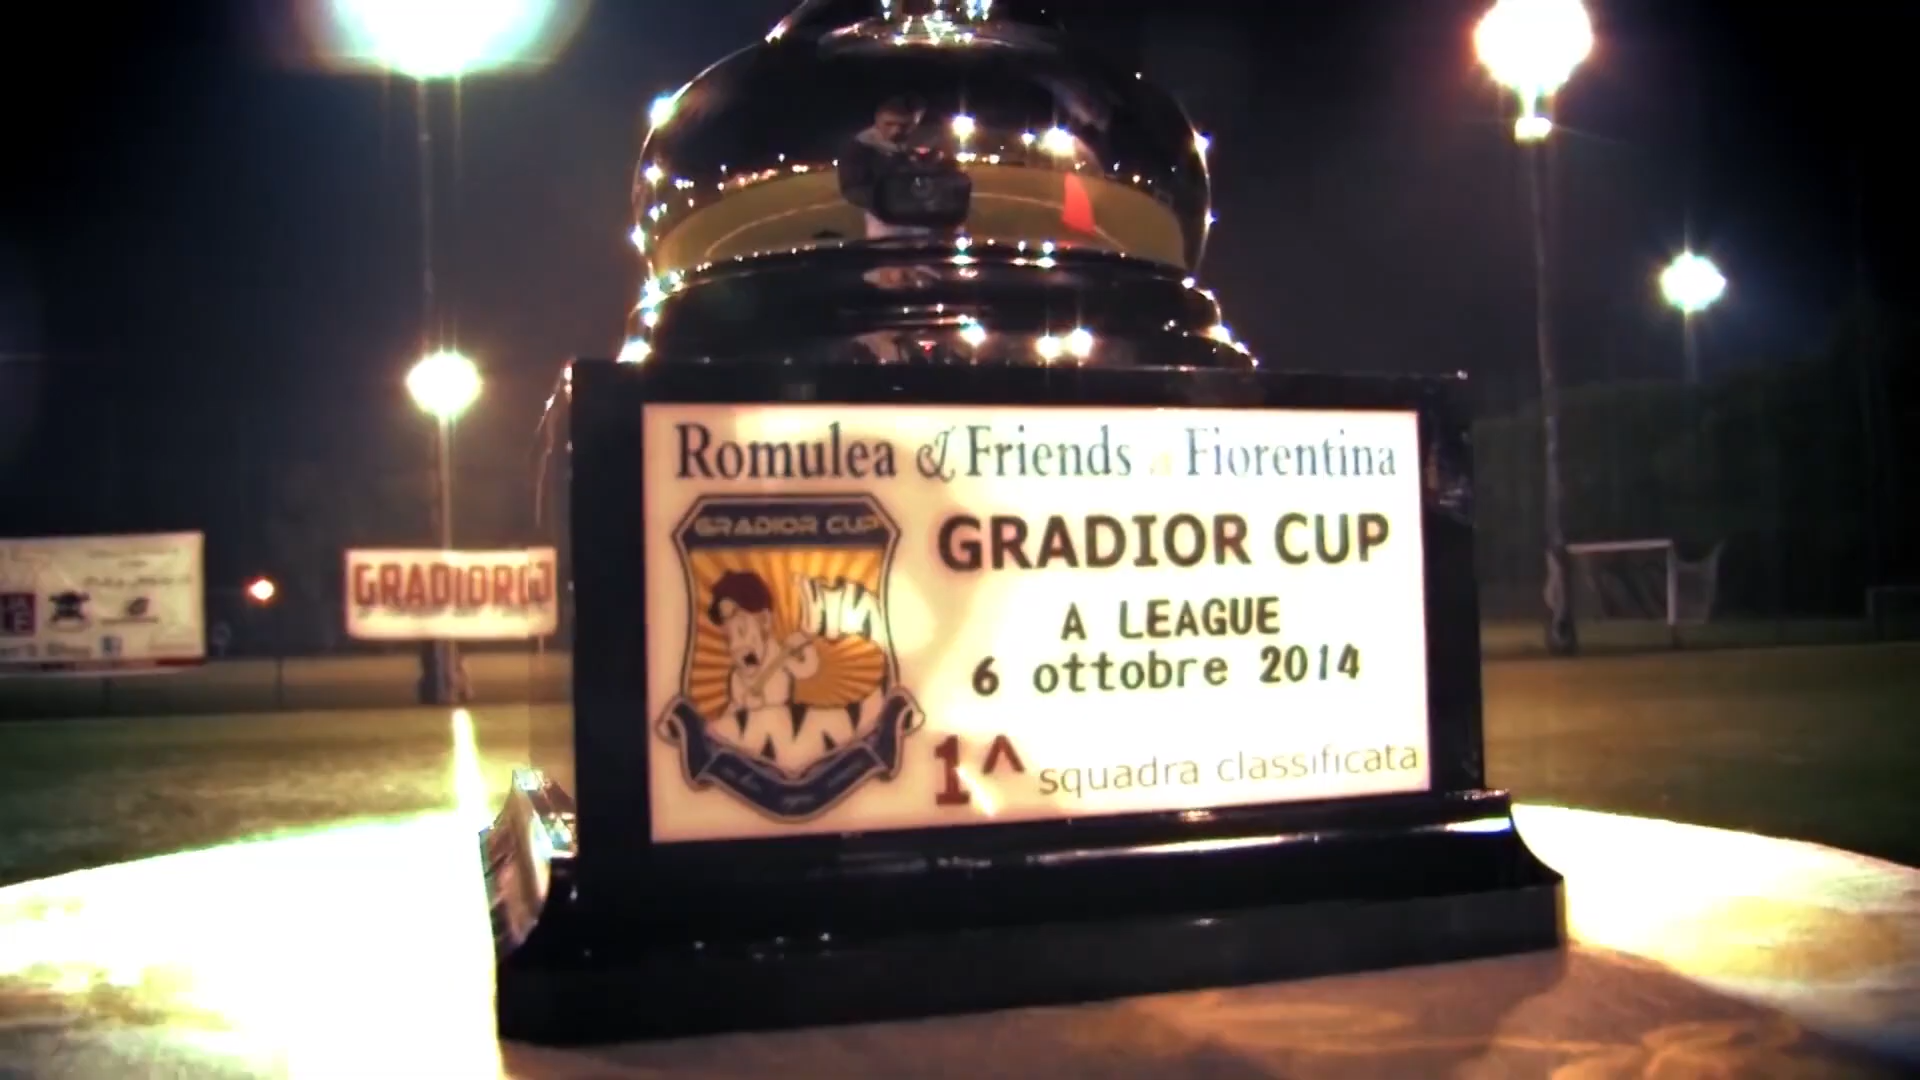 Romulea & Friends Fiorentina
GRADIOR CUP
GRADIOR CUP
A LEAGUE
6 ottobre 2014
1^ squadra classificata
GRADIOR